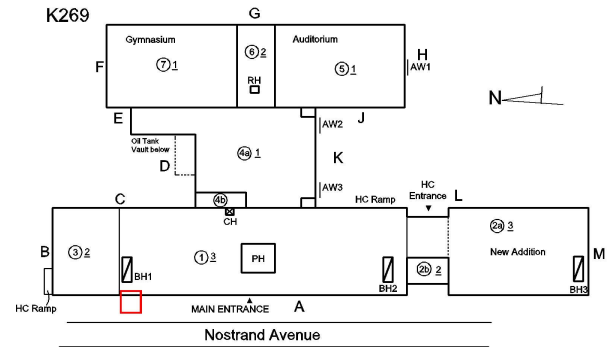 K269
G
Gymnasium
Auditorium
6 2
H
F
7 1
5 1
RH
AW1
N
E
J
AW2
Oil Tank
Vault below
4a 1
D
K
AW3
4b
HC Ramp
HC
Entrance
L
C
CH
2a 3
B
3 2
1 3
PH
New Addition
M
BH1
BH2
2b 2
BH3
HC Ramp
MAIN ENTRANCE
A
Nostrand Avenue